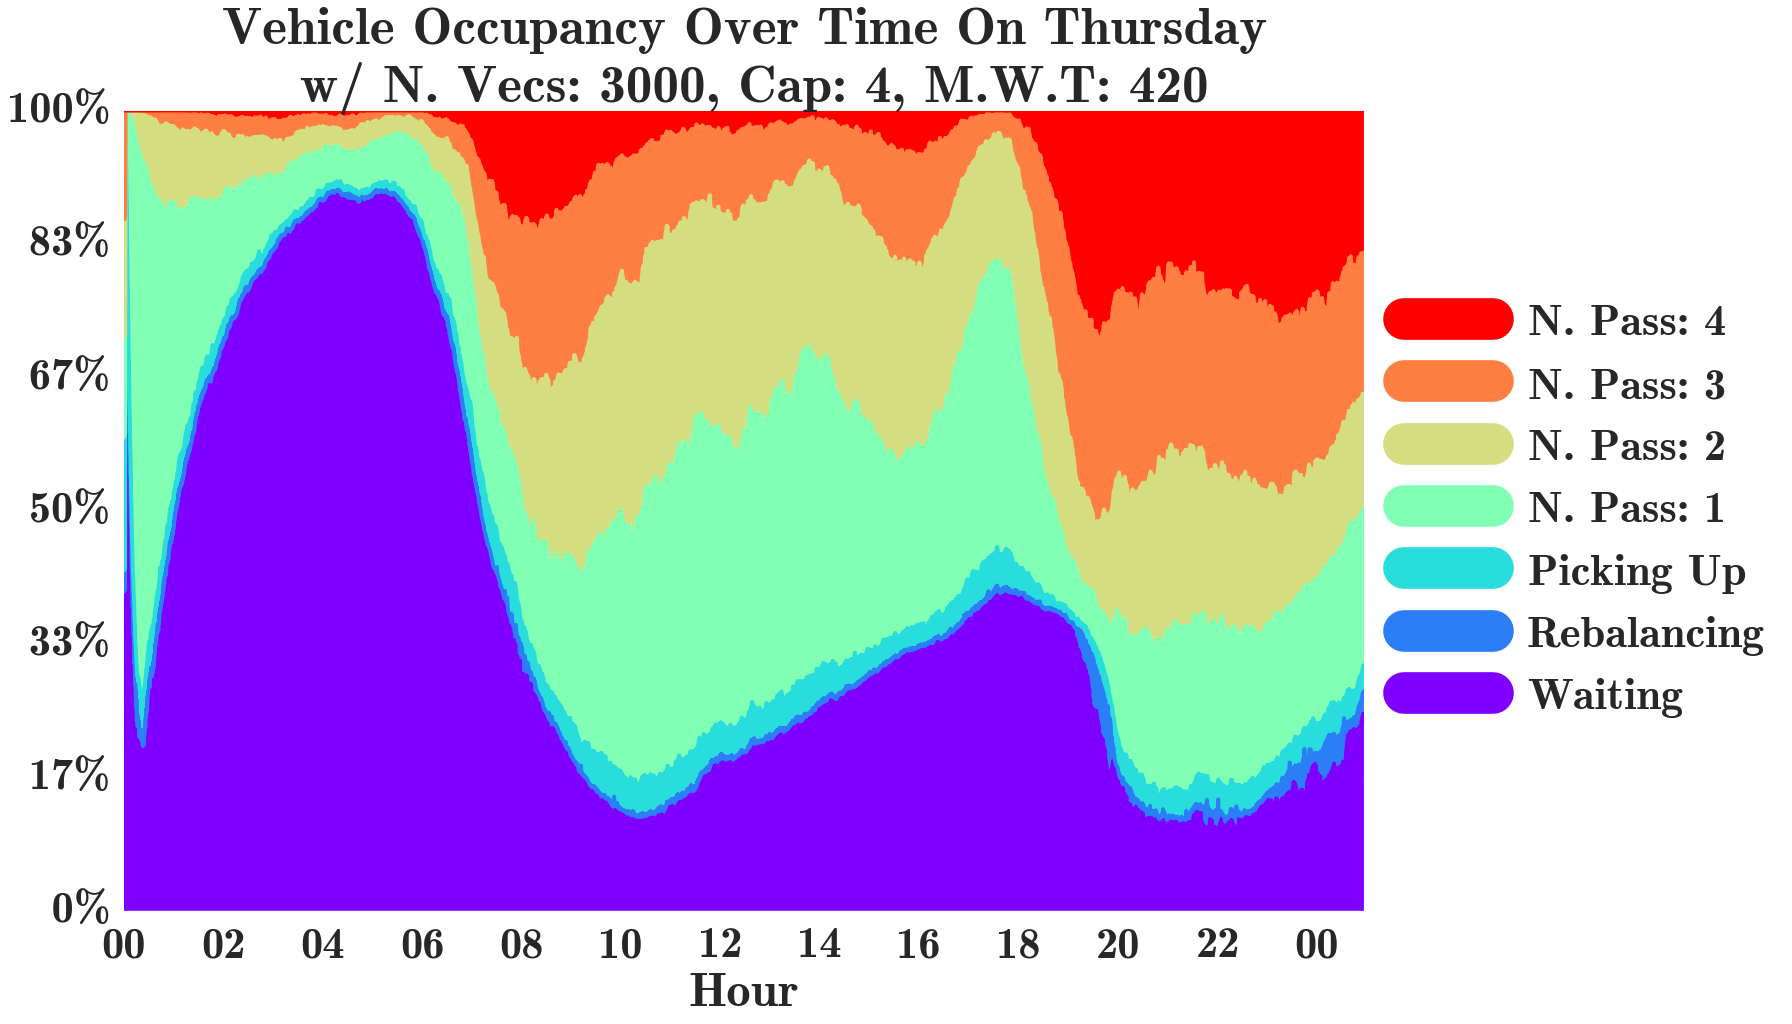 Vehicle Occupancy Over Time On Thursday
w/ N. Vecs: 3000, Cap: 4, M.W.T: 420
100%
83%
67%
50%
33%
17%
0%
00 02 04 06 08 10 12 14 16 18 20 22 00
Hour
N. Pass: 4
N. Pass: 3
N. Pass: 2
N. Pass: 1
Picking Up
Rebalancing
Waiting